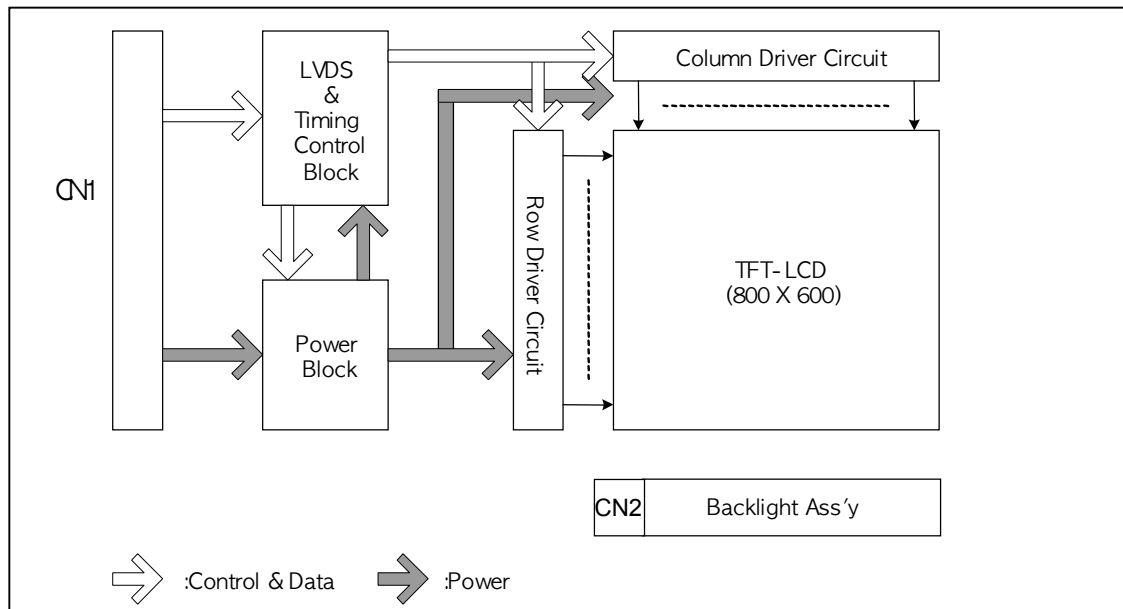 LVDS
&
Timing
Control
Block
Column Driver Circuit
CN1
Row Driver Circuit
TFT-LCD
(800 X 600)
Power
Block
CN2
Backlight Ass'y
:Control & Data
:Power